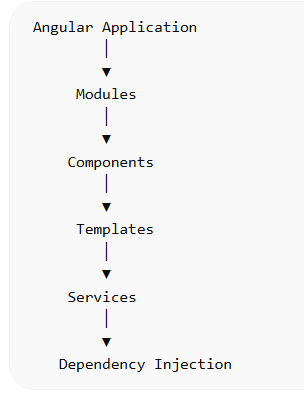 Angular Application
Modules
Components
Templates
Services
Dependency Injection